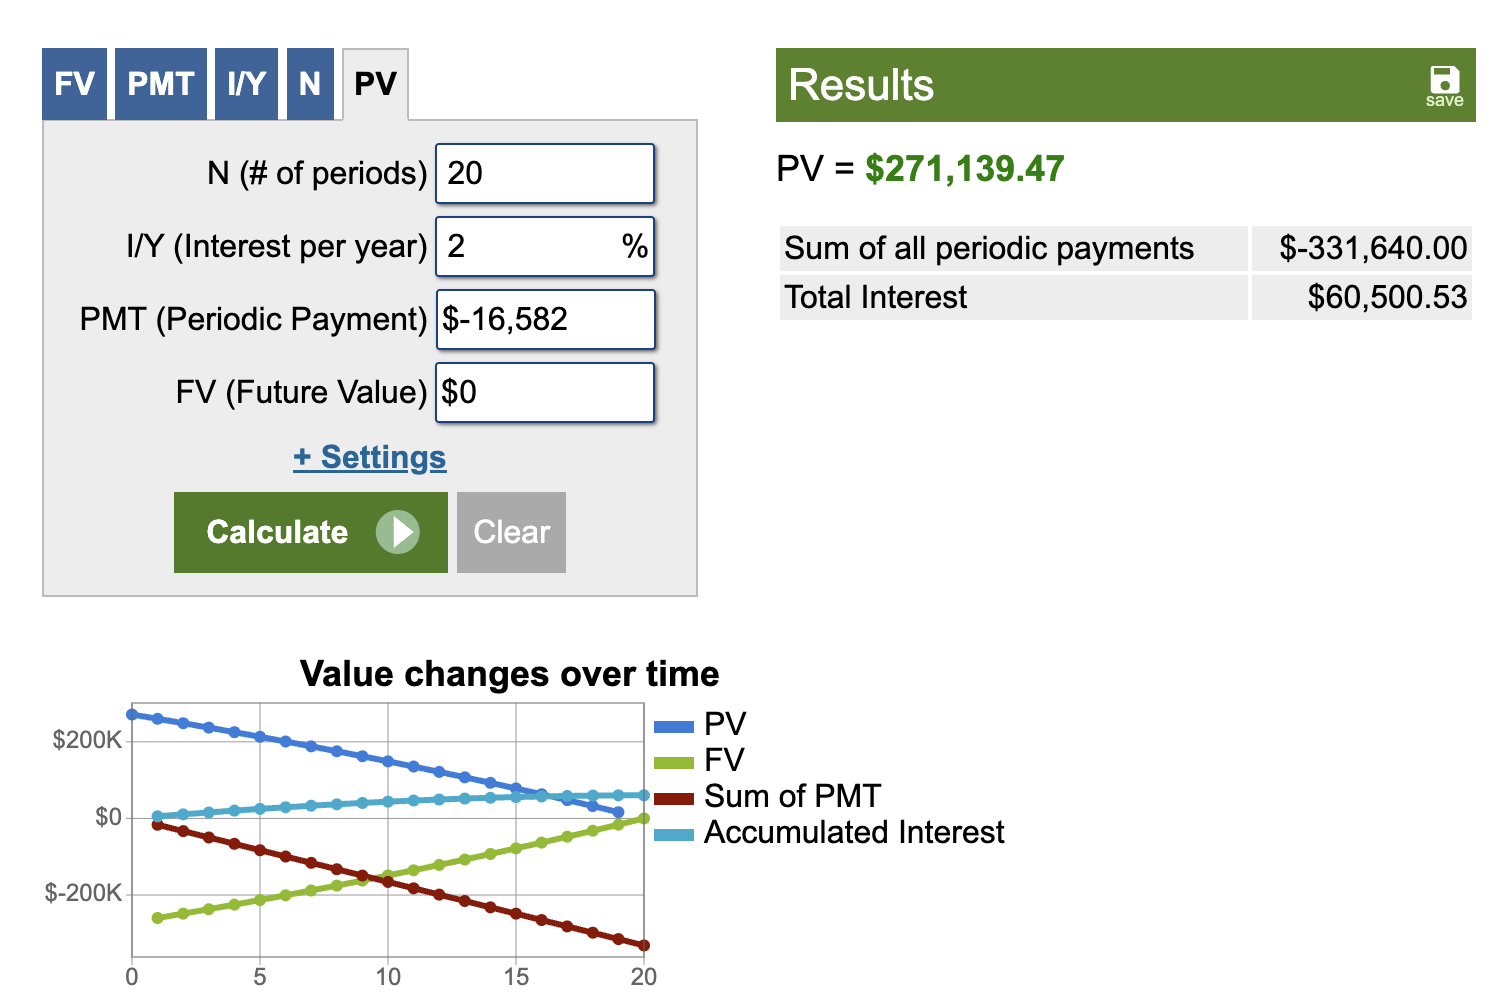 FV PMT I/Y N PV
N (# of periods) 20
I/Y (Interest per year) 2 %
PMT (Periodic Payment) $-16,582
FV (Future Value) $0
+ Settings
Calculate Clear
Results save
PV = $271,139.47
Sum of all periodic payments $-331,640.00
Total Interest $60,500.53
Value changes over time
$200K
$0
$-200K
0 5 10 15 20
PV
FV
Sum of PMT
Accumulated Interest